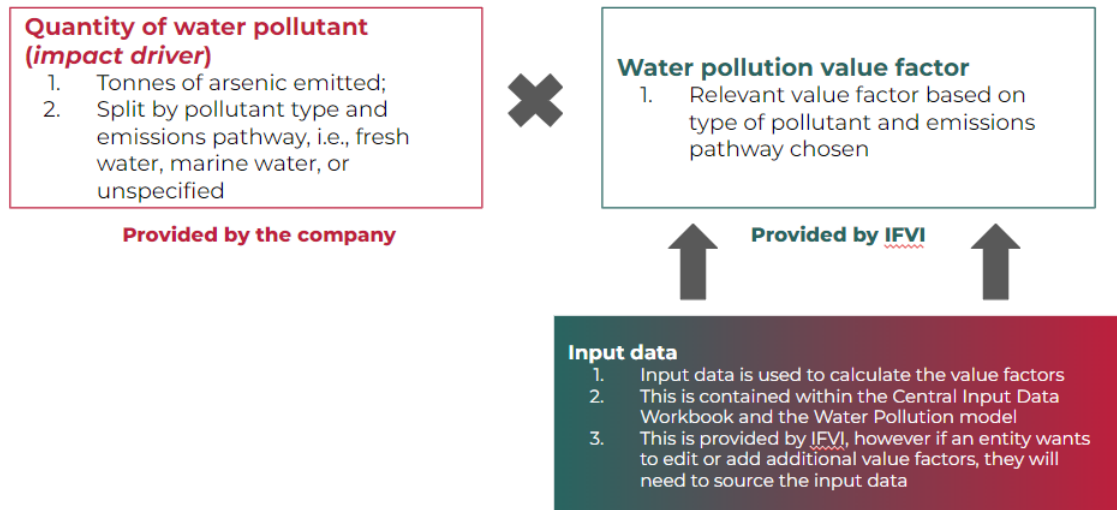 Quantity of water pollutant
(impact driver)
1. Tonnes of arsenic emitted;
2. Split by pollutant type and
emissions pathway, i.e., fresh
water, marine water, or
unspecified
Provided by the company
Water pollution value factor
1. Relevant value factor based on
type of pollutant and emissions
pathway chosen
Provided by IFVI
Input data
1. Input data is used to calculate the value factors
2. This is contained within the Central Input Data
Workbook and the Water Pollution model
3. This is provided by IFVI, however if an entity wants
to edit or add additional value factors, they will
need to source the input data